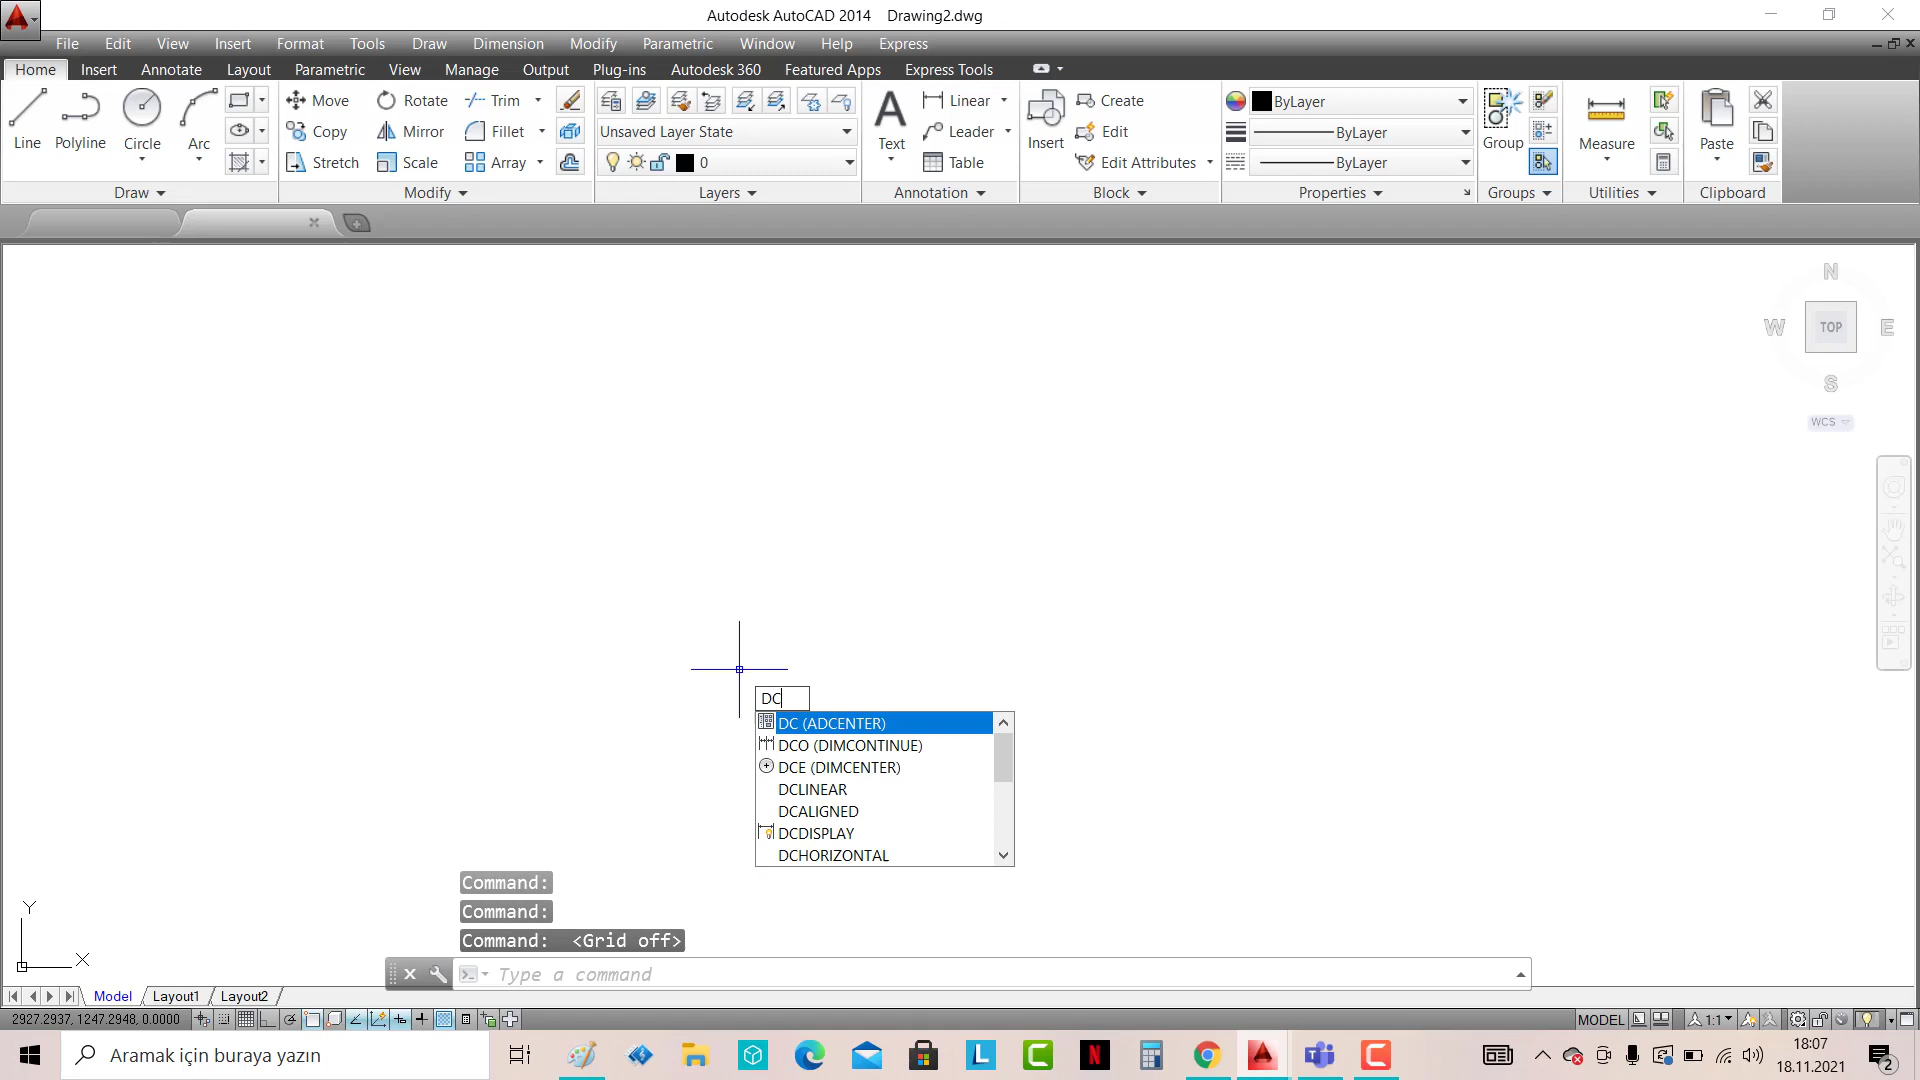 Autodesk AutoCAD 2014 Drawing2.dwg
File Edit View Insert Format Tools Draw Dimension Modify Parametric Window Help Express
Home Insert Annotate Layout Parametric View Manage Output Plug-ins Autodesk 360 Featured Apps Express Tools
Line Polyline Circle Arc
Move Rotate Trim
Copy Mirror Fillet
Stretch Scale Array
Unsaved Layer State
0
Text
Linear
Leader
Table
Insert
Create
Edit
Edit Attributes
ByLayer
ByLayer
ByLayer
Group
Measure
Paste
Draw Modify Layers Annotation Block Properties Groups Utilities Clipboard
N
W TOP E
S
WCS
DC
DC (ADCENTER)
DCO (DIMCONTINUE)
DCE (DIMCENTER)
DCLINEAR
DCALIGNED
DCDISPLAY
DCHORIZONTAL
Command:
Command:
Command: <Grid off>
Type a command
Y
X
Model Layout1 Layout2
2927.2937, 1247.2948, 0.0000 MODEL 1:1
Aramak için buraya yazın
L C N C
18:07
18.11.2021
2